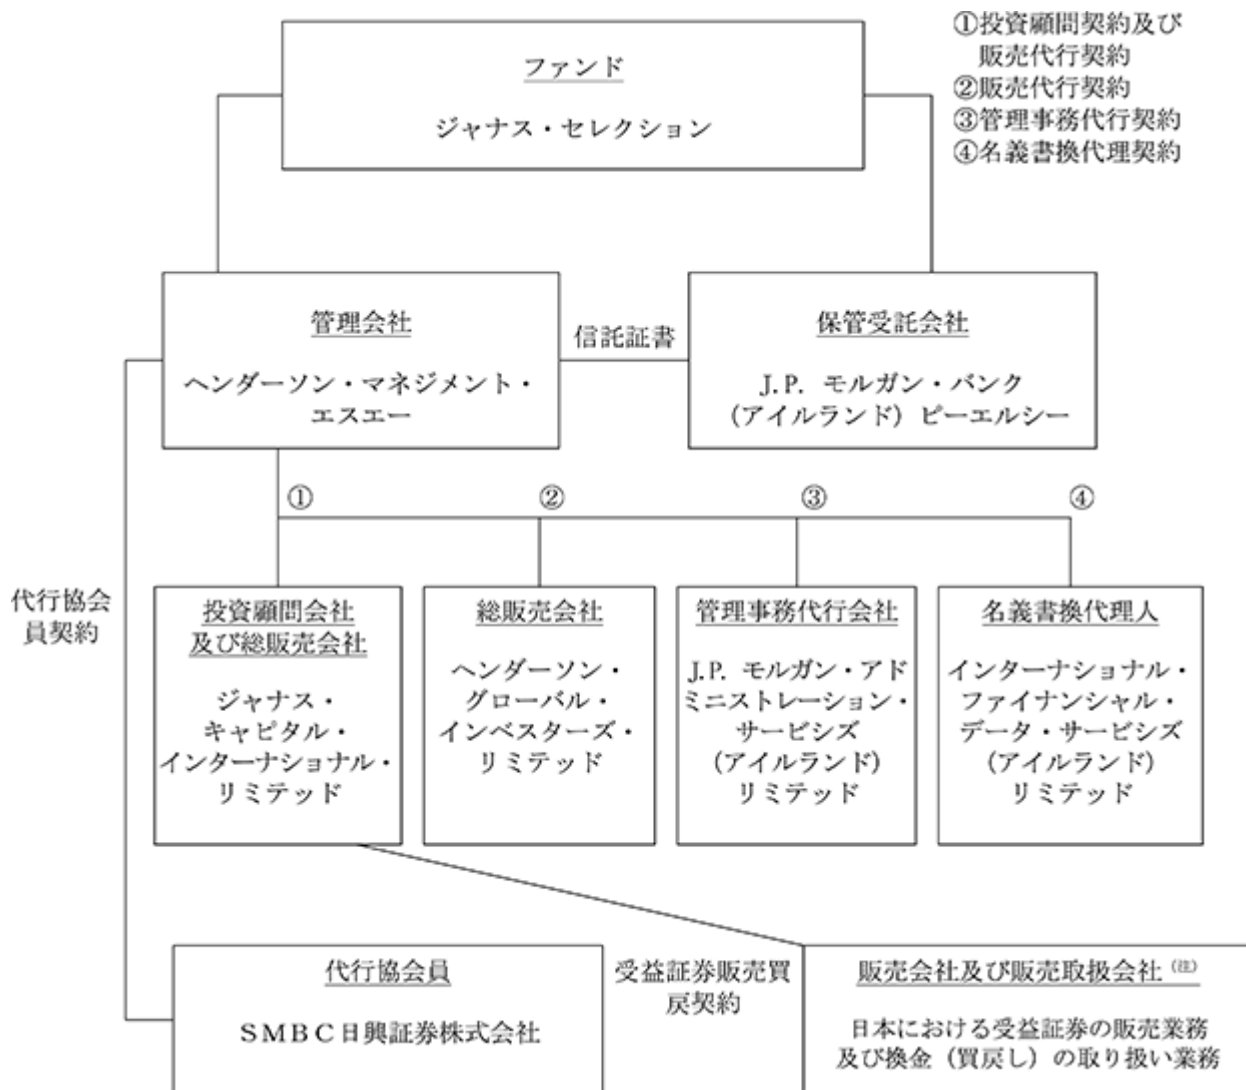 ファンド
ジャナス・セレクション
①投資顧問契約及び
販売代行契約
②販売代行契約
③管理事務代行契約
④名義書換代理契約
管理会社
ヘンダーソン・マネジメント・
エスエー
信託証書
保管受託会社
J.P. モルガン・バンク
(アイルランド) ピーエルシー
①
②
③
④
代行協会
員契約
投資顧問会社
及び総販売会社
ジャナス・
キャピタル・
インターナショナル・
リミテッド
総販売会社
ヘンダーソン・
グローバル・
インベスターズ・
リミテッド
管理事務代行会社
J.P. モルガン・アド
ミニストレーション・
サービシズ
(アイルランド)
リミテッド
名義書換代理人
インターナショナル・
ファイナンシャル・
データ・サービシズ
(アイルランド)
リミテッド
代行協会員
SMBC日興証券株式会社
受益証券販売買
戻契約
販売会社及び販売取扱会社(注)
日本における受益証券の販売業務
及び換金(買戻し)の取り扱い業務